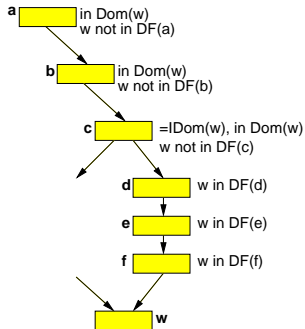 a in Dom(w)
w not in DF(a)
b in Dom(w)
w not in DF(b)
c =IDom(w), in Dom(w)
w not in DF(c)
d w in DF(d)
e w in DF(e)
f w in DF(f)
w